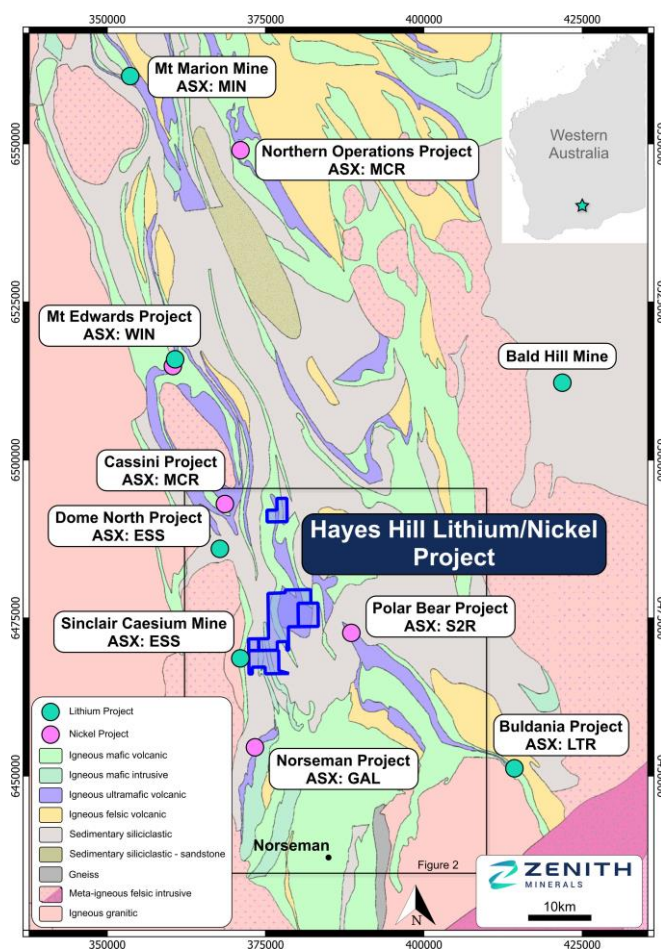 350000
375000
400000
425000
Mt Marion Mine
ASX: MIN
Western
Australia
6550000
6550000
Northern Operations Project
ASX: MCR
6525000
6525000
Mt Edwards Project
ASX: WIN
Bald Hill Mine
6500000
6500000
Cassini Project
ASX: MCR
Dome North Project
ASX: ESS
Hayes Hill Lithium/Nickel
Project
6475000
6475000
Sinclair Caesium Mine
ASX: ESS
Polar Bear Project
ASX: S2R
Lithium Project
Nickel Project
Igneous mafic volcanic
Igneous mafic intrusive
Igneous ultramafic volcanic
Igneous felsic volcanic
Sedimentary siliciclastic
Sedimentary siliciclastic - sandstone
Gneiss
Meta-igneous felsic intrusive
Igneous granitic
Buldania Project
ASX: LTR
6450000
6450000
Norseman Project
ASX: GAL
Norseman
Figure 2
N
ZENITH
MINERALS
10km
350000
375000
400000
425000